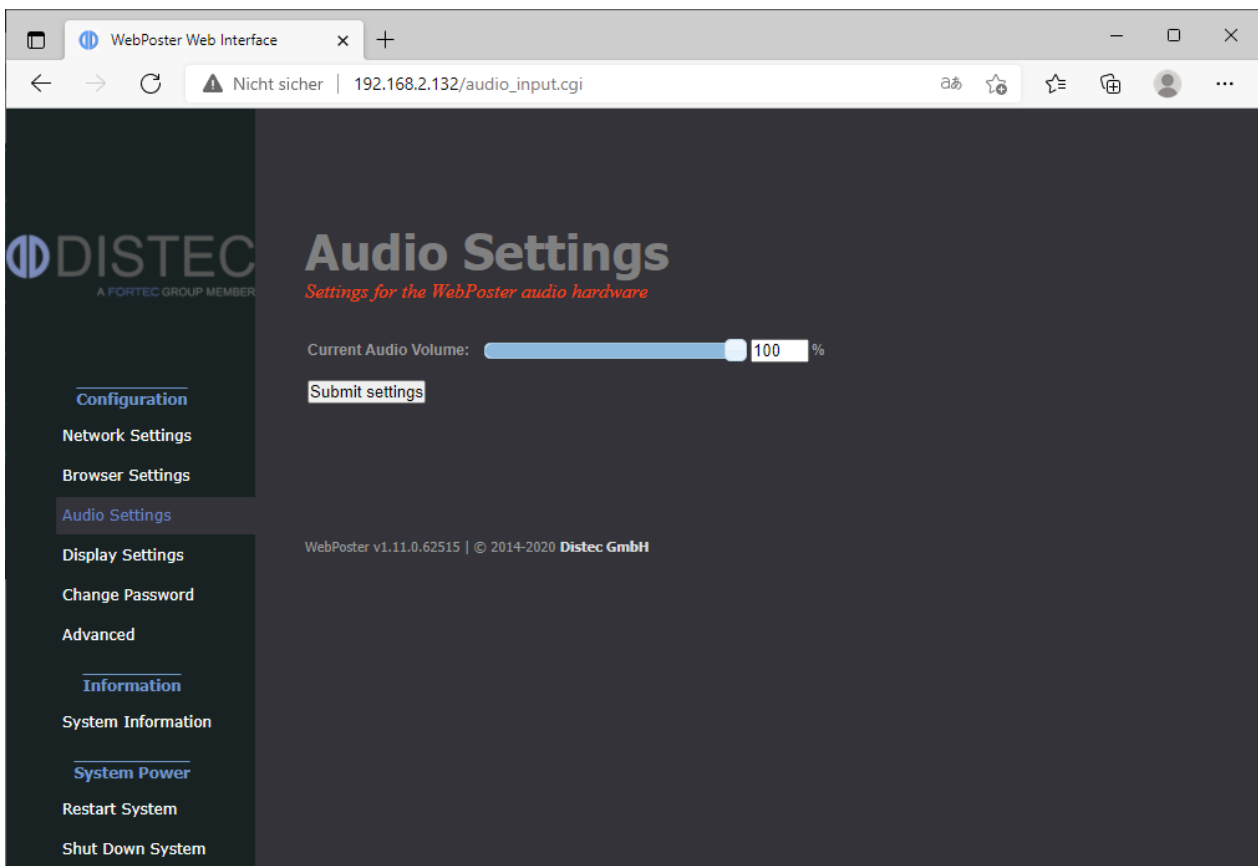 WebPoster Web Interface
Nicht sicher | 192.168.2.132/audio_input.cgi
aあ
DISTEC
A FORTEC GROUP MEMBER
Audio Settings
Settings for the WebPoster audio hardware
Current Audio Volume: 100 %
Submit settings
Configuration
Network Settings
Browser Settings
Audio Settings
Display Settings
Change Password
Advanced
Information
System Information
System Power
Restart System
Shut Down System
WebPoster v1.11.0.62515 | © 2014-2020 Distec GmbH